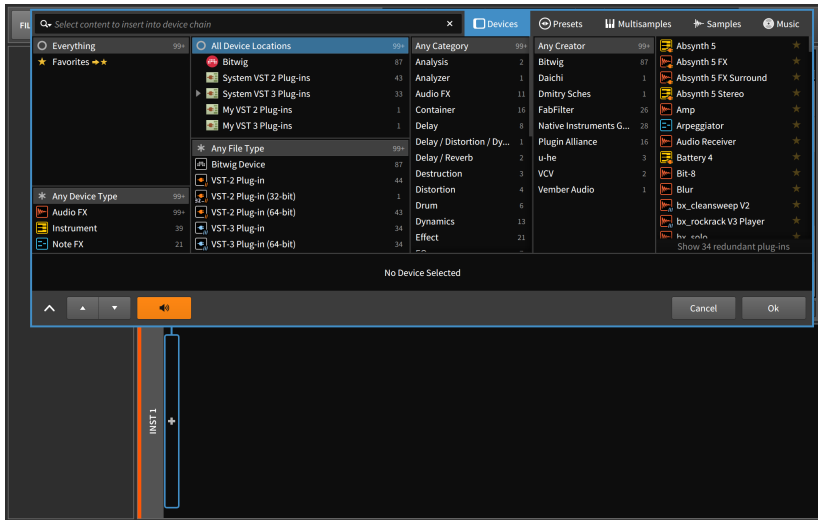 FIL
Select content to insert into device chain
×
Devices
Presets
Multisamples
Samples
Music
Everything 99+
Favorites
Any Device Type 99+
Audio FX 99+
Instrument 39
Note FX 21
All Device Locations 99+
Bitwig 87
System VST 2 Plug-ins 43
System VST 3 Plug-ins 33
My VST 2 Plug-ins 1
My VST 3 Plug-ins 1
Any File Type 99+
Bitwig Device 87
VST-2 Plug-in 44
VST-2 Plug-in (32-bit) 1
VST-2 Plug-in (64-bit) 43
VST-3 Plug-in 34
VST-3 Plug-in (64-bit) 34
Any Category 99+
Analysis 2
Analyzer 1
Audio FX 11
Container 16
Delay 8
Delay / Distortion / Dy... 1
Delay / Reverb 2
Destruction 3
Distortion 4
Drum 6
Dynamics 13
Effect 21
Any Creator 99+
Bitwig 87
Daichi 1
Dmitry Sches 1
FabFilter 26
Native Instruments G... 28
Plugin Alliance 16
u-he 3
VCV 2
Vember Audio 1
Absynth 5
Absynth 5 FX
Absynth 5 FX Surround
Absynth 5 Stereo
Amp
Arpeggiator
Audio Receiver
Battery 4
Bit-8
Blur
bx_cleansweep V2
bx_rockrack V3 Player
bx_solo
Show 34 redundant plug-ins
No Device Selected
Cancel
Ok
INST 1
+